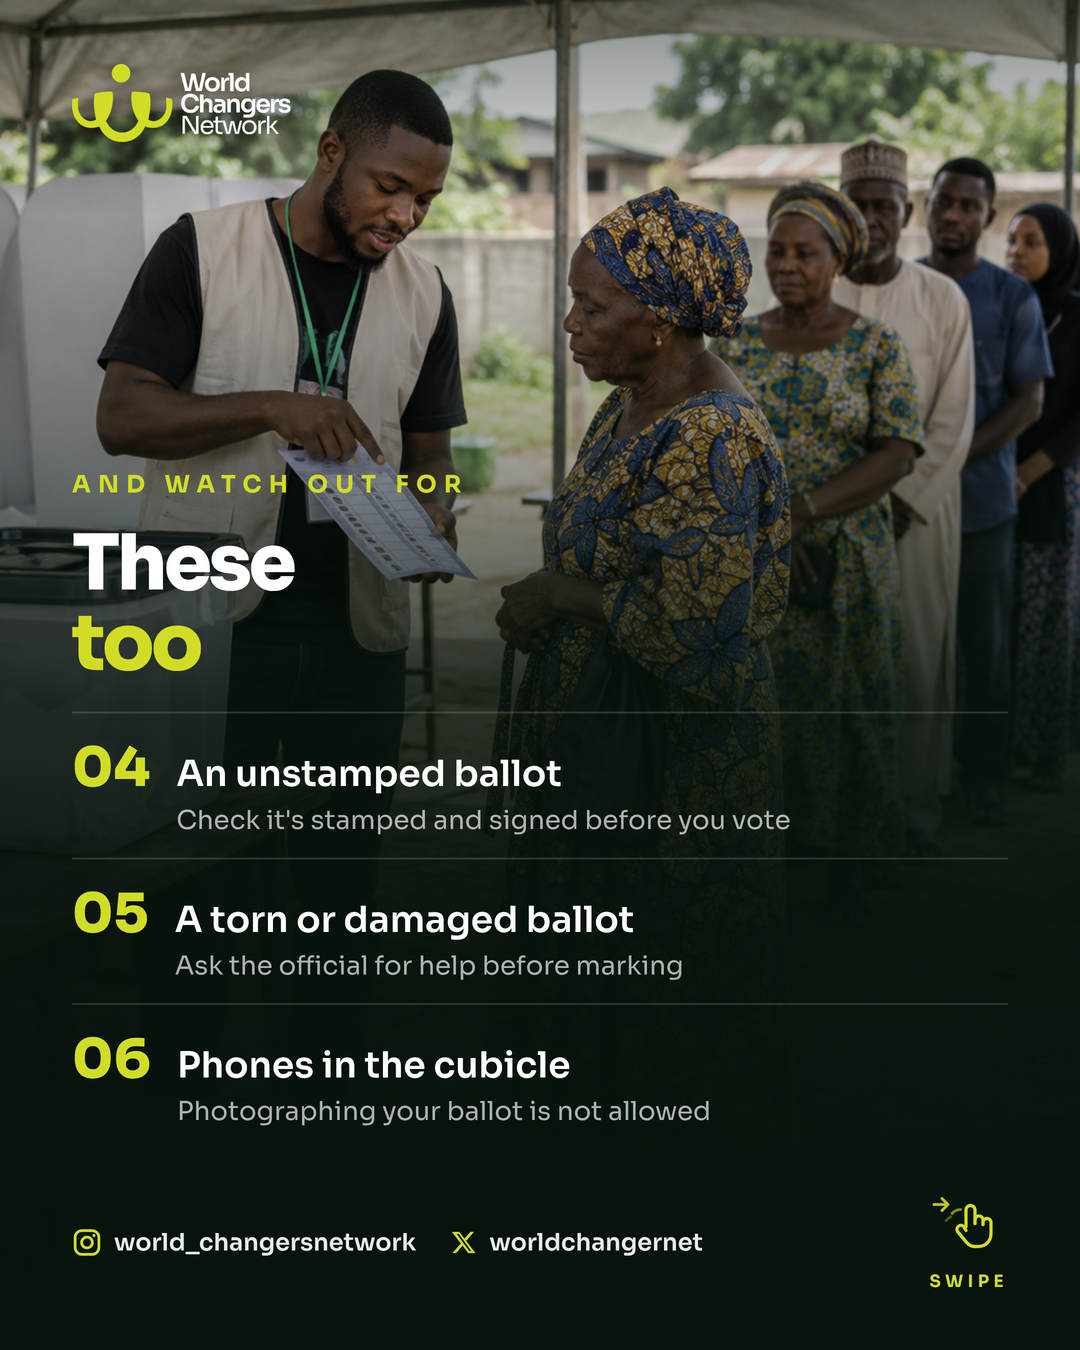 World
Changers
Network
AND WATCH OUT FOR
These
too
04 An unstamped ballot
Check it's stamped and signed before you vote
05 A torn or damaged ballot
Ask the official for help before marking
06 Phones in the cubicle
Photographing your ballot is not allowed
world_changersnetwork worldchangernet
SWIPE